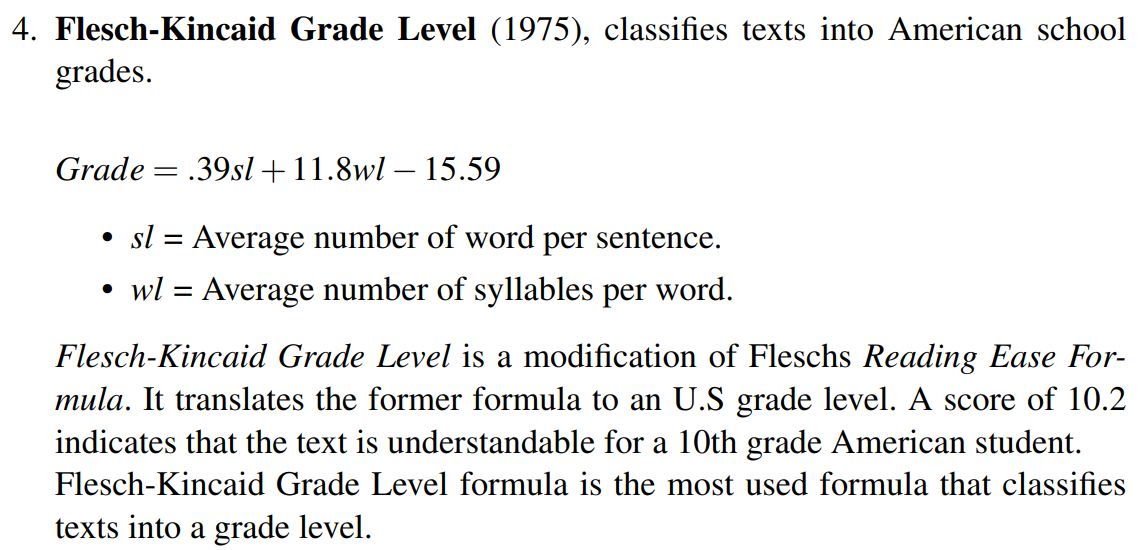 4. Flesch-Kincaid Grade Level (1975), classifies texts into American school
grades.
Grade = .39sl + 11.8wl − 15.59
• sl = Average number of word per sentence.
• wl = Average number of syllables per word.
Flesch-Kincaid Grade Level is a modification of Fleschs Reading Ease For-
mula. It translates the former formula to an U.S grade level. A score of 10.2
indicates that the text is understandable for a 10th grade American student.
Flesch-Kincaid Grade Level formula is the most used formula that classifies
texts into a grade level.